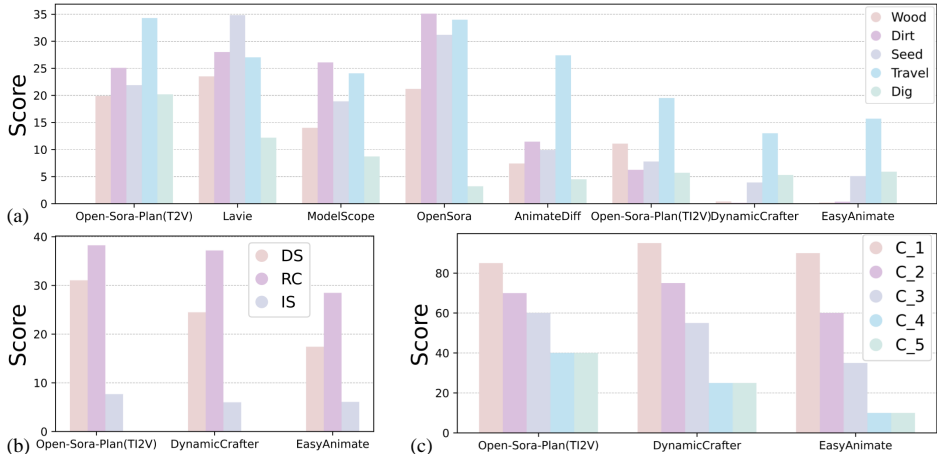 35
30
25
20
15
10
5
0
Score
Wood
Dirt
Seed
Travel
Dig
Open-Sora-Plan(T2V) Lavie ModelScope OpenSora AnimateDiff Open-Sora-Plan(TI2V) DynamicCrafter EasyAnimate
(a)
40
30
20
10
0
Score
DS
RC
IS
Open-Sora-Plan(TI2V) DynamicCrafter EasyAnimate
(b)
80
60
40
20
0
Score
C_1
C_2
C_3
C_4
C_5
Open-Sora-Plan(TI2V) DynamicCrafter EasyAnimate
(c)